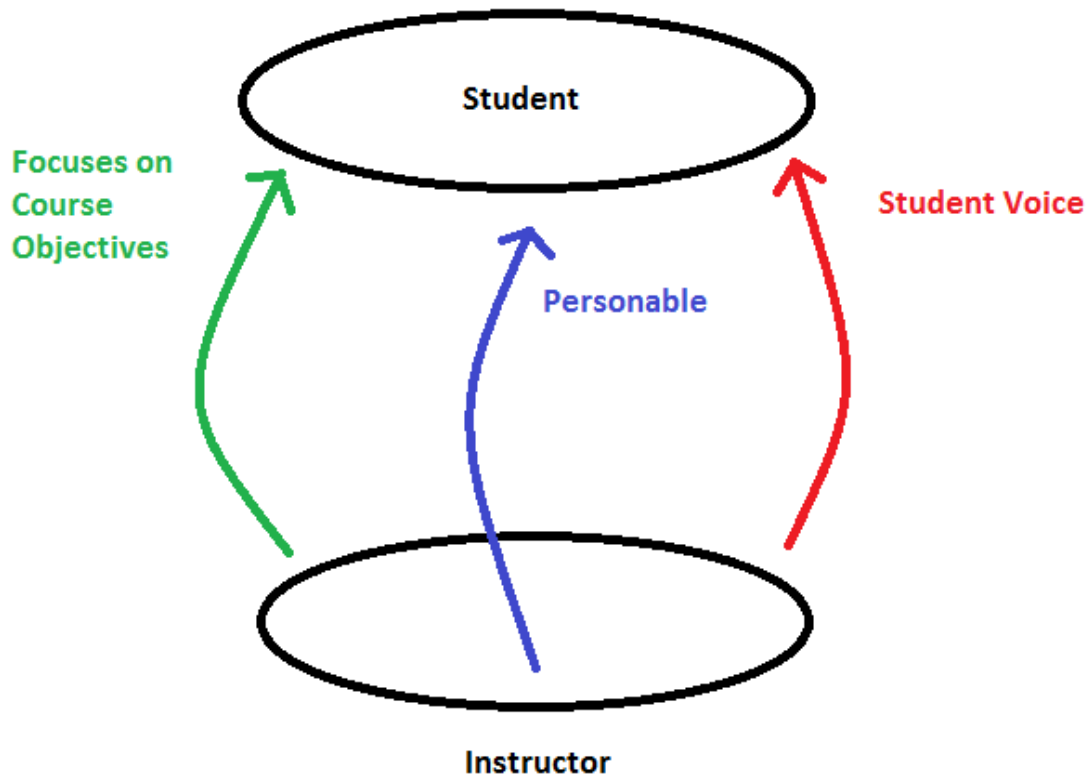 Student
Focuses on
Course
Objectives
Student Voice
Personable
Instructor